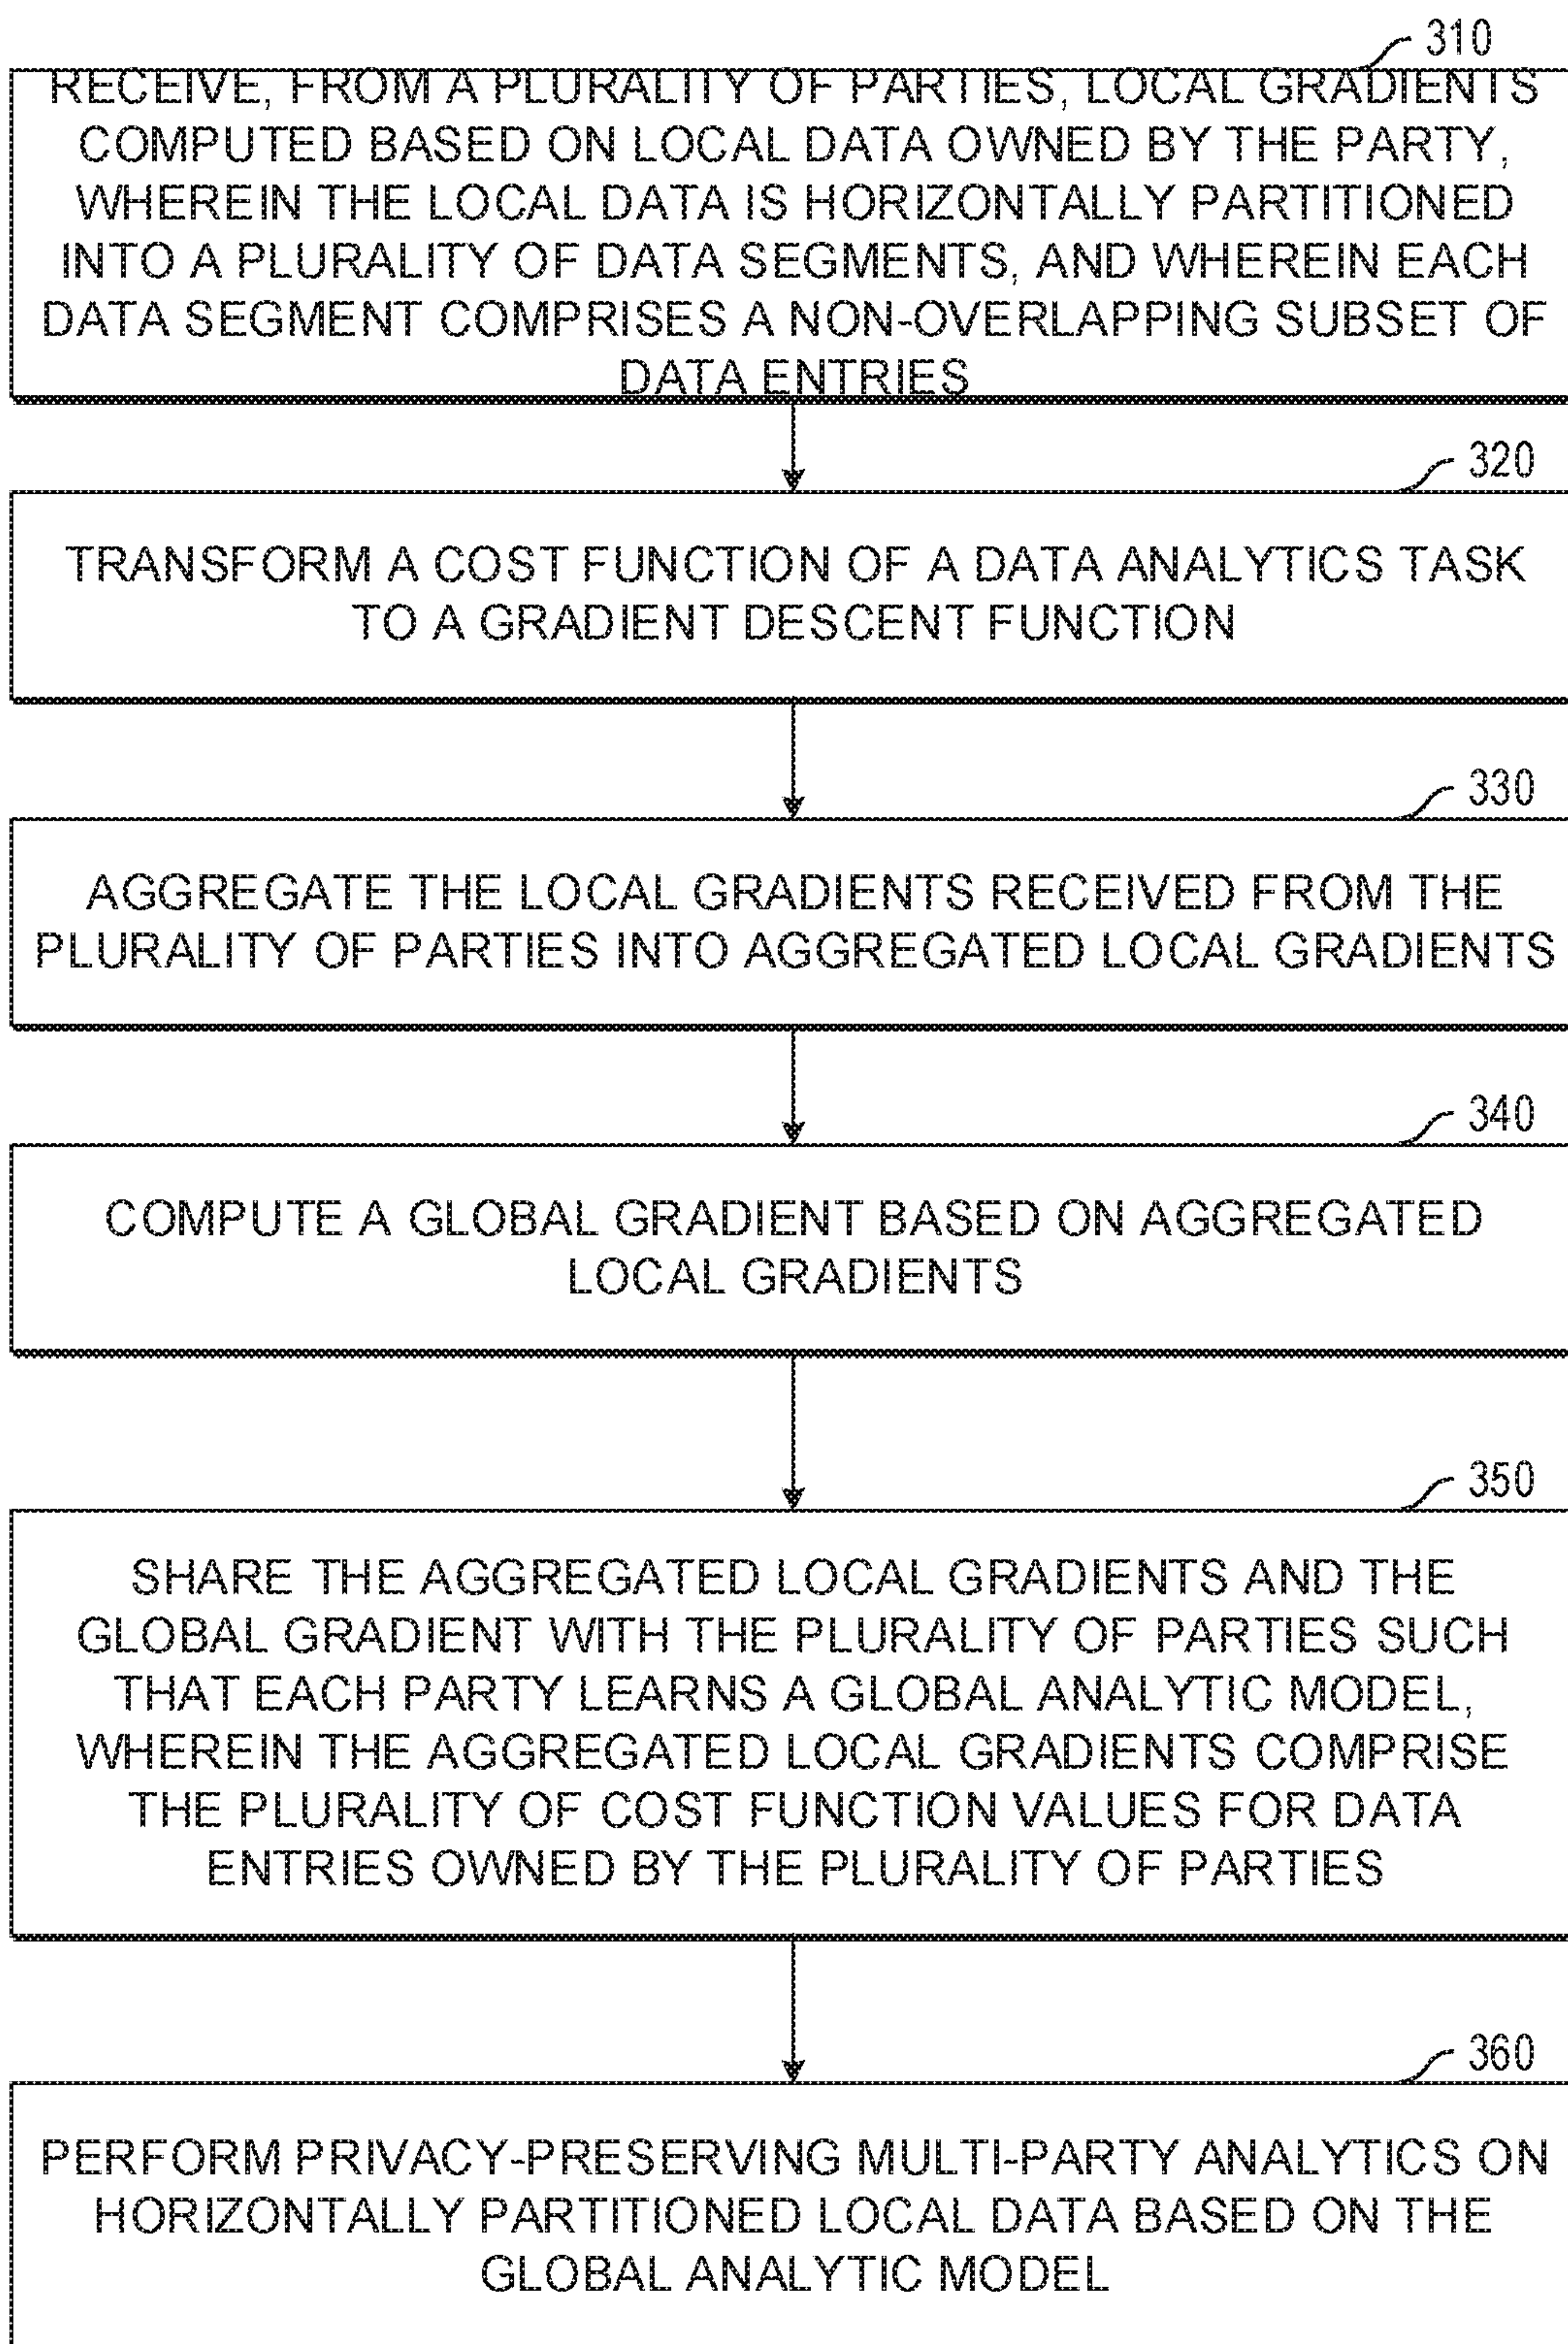 310
RECEIVE, FROM A PLURALITY OF PARTIES, LOCAL GRADIENTS
COMPUTED BASED ON LOCAL DATA OWNED BY THE PARTY,
WHEREIN THE LOCAL DATA IS HORIZONTALLY PARTITIONED
INTO A PLURALITY OF DATA SEGMENTS, AND WHEREIN EACH
DATA SEGMENT COMPRISES A NON-OVERLAPPING SUBSET OF
DATA ENTRIES
320
TRANSFORM A COST FUNCTION OF A DATA ANALYTICS TASK
TO A GRADIENT DESCENT FUNCTION
330
AGGREGATE THE LOCAL GRADIENTS RECEIVED FROM THE
PLURALITY OF PARTIES INTO AGGREGATED LOCAL GRADIENTS
340
COMPUTE A GLOBAL GRADIENT BASED ON AGGREGATED
LOCAL GRADIENTS
350
SHARE THE AGGREGATED LOCAL GRADIENTS AND THE
GLOBAL GRADIENT WITH THE PLURALITY OF PARTIES SUCH
THAT EACH PARTY LEARNS A GLOBAL ANALYTIC MODEL,
WHEREIN THE AGGREGATED LOCAL GRADIENTS COMPRISE
THE PLURALITY OF COST FUNCTION VALUES FOR DATA
ENTRIES OWNED BY THE PLURALITY OF PARTIES
360
PERFORM PRIVACY-PRESERVING MULTI-PARTY ANALYTICS ON
HORIZONTALLY PARTITIONED LOCAL DATA BASED ON THE
GLOBAL ANALYTIC MODEL